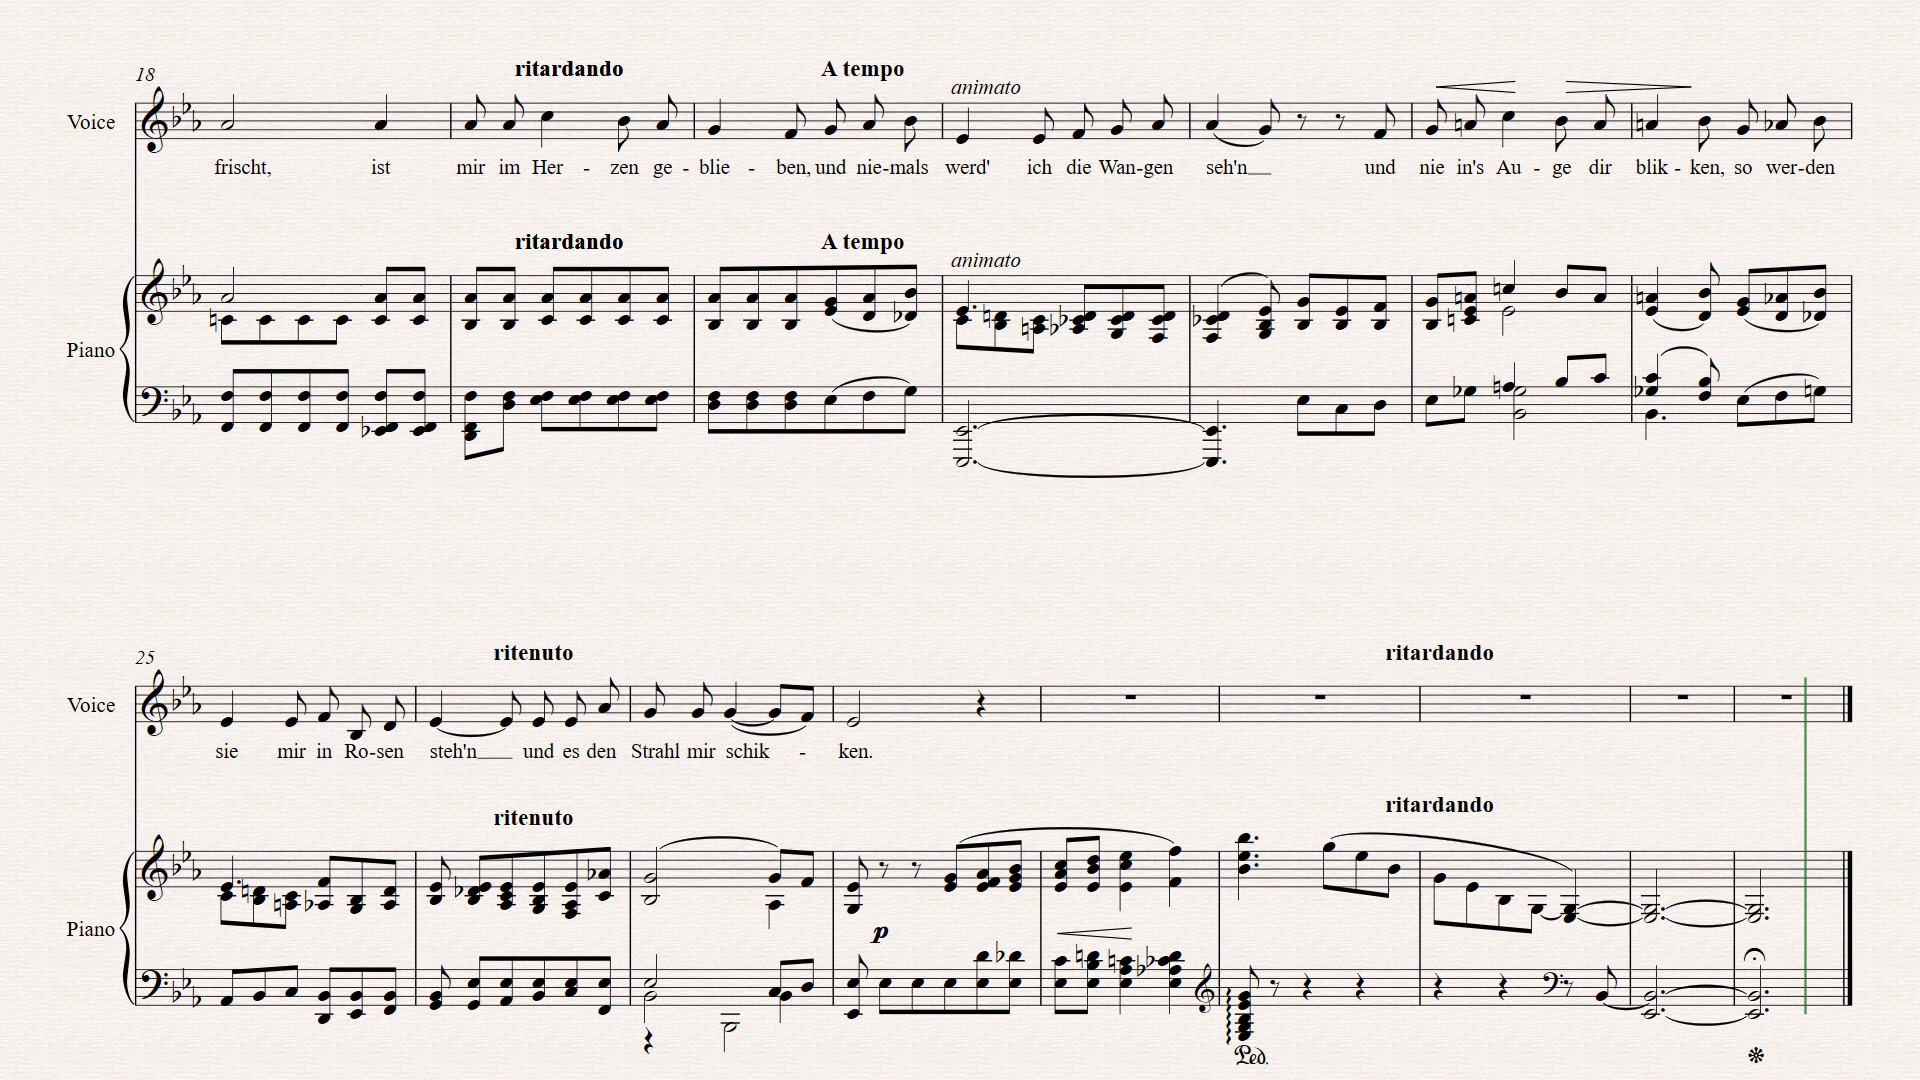 18
ritardando A tempo
animato
Voice
frischt, ist mir im Her - zen ge - blie - ben, und nie-mals werd' ich die Wan-gen seh'n und nie in's Au - ge dir blik - ken, so wer-den
ritardando A tempo
animato
Piano
25
ritenuto ritardando
Voice
sie mir in Ro-sen steh'n und es den Strahl mir schik - ken.
ritenuto ritardando
Piano
p
Ped.